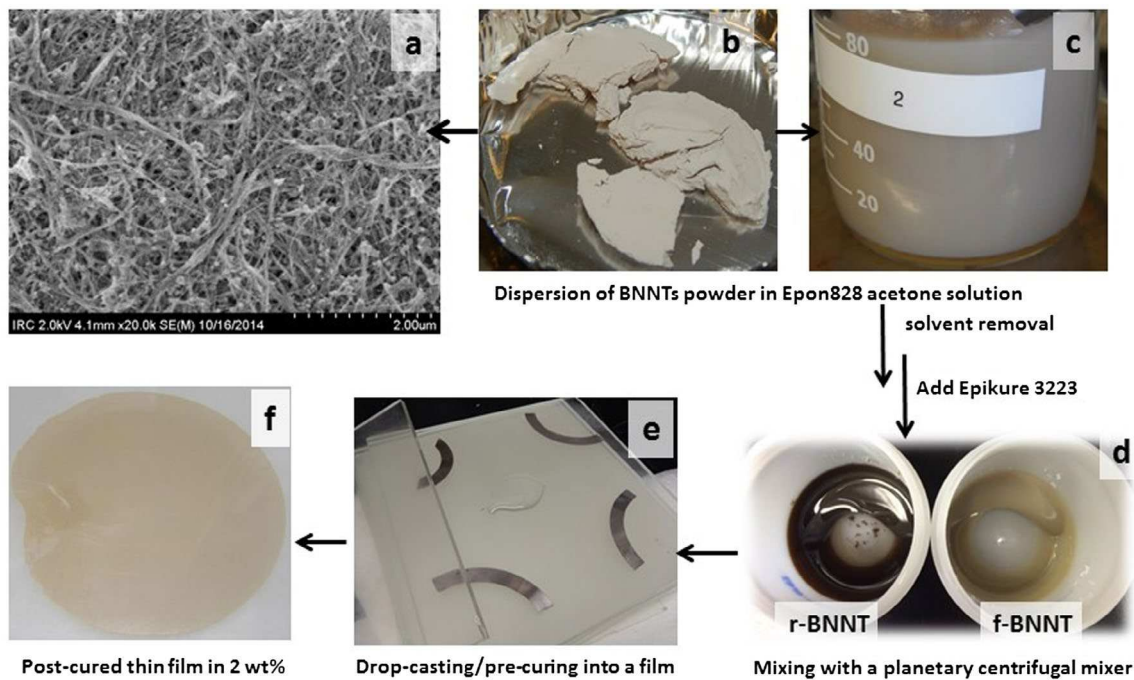 a
b
c
80
2
40
20
IRC 2.0kV 4.1mm x20.0k SE(M) 10/16/2014 2.00um
Dispersion of BNNTs powder in Epon828 acetone solution
solvent removal
Add Epikure 3223
f
e
d
r-BNNT
f-BNNT
Post-cured thin film in 2 wt%
Drop-casting/pre-curing into a film
Mixing with a planetary centrifugal mixer